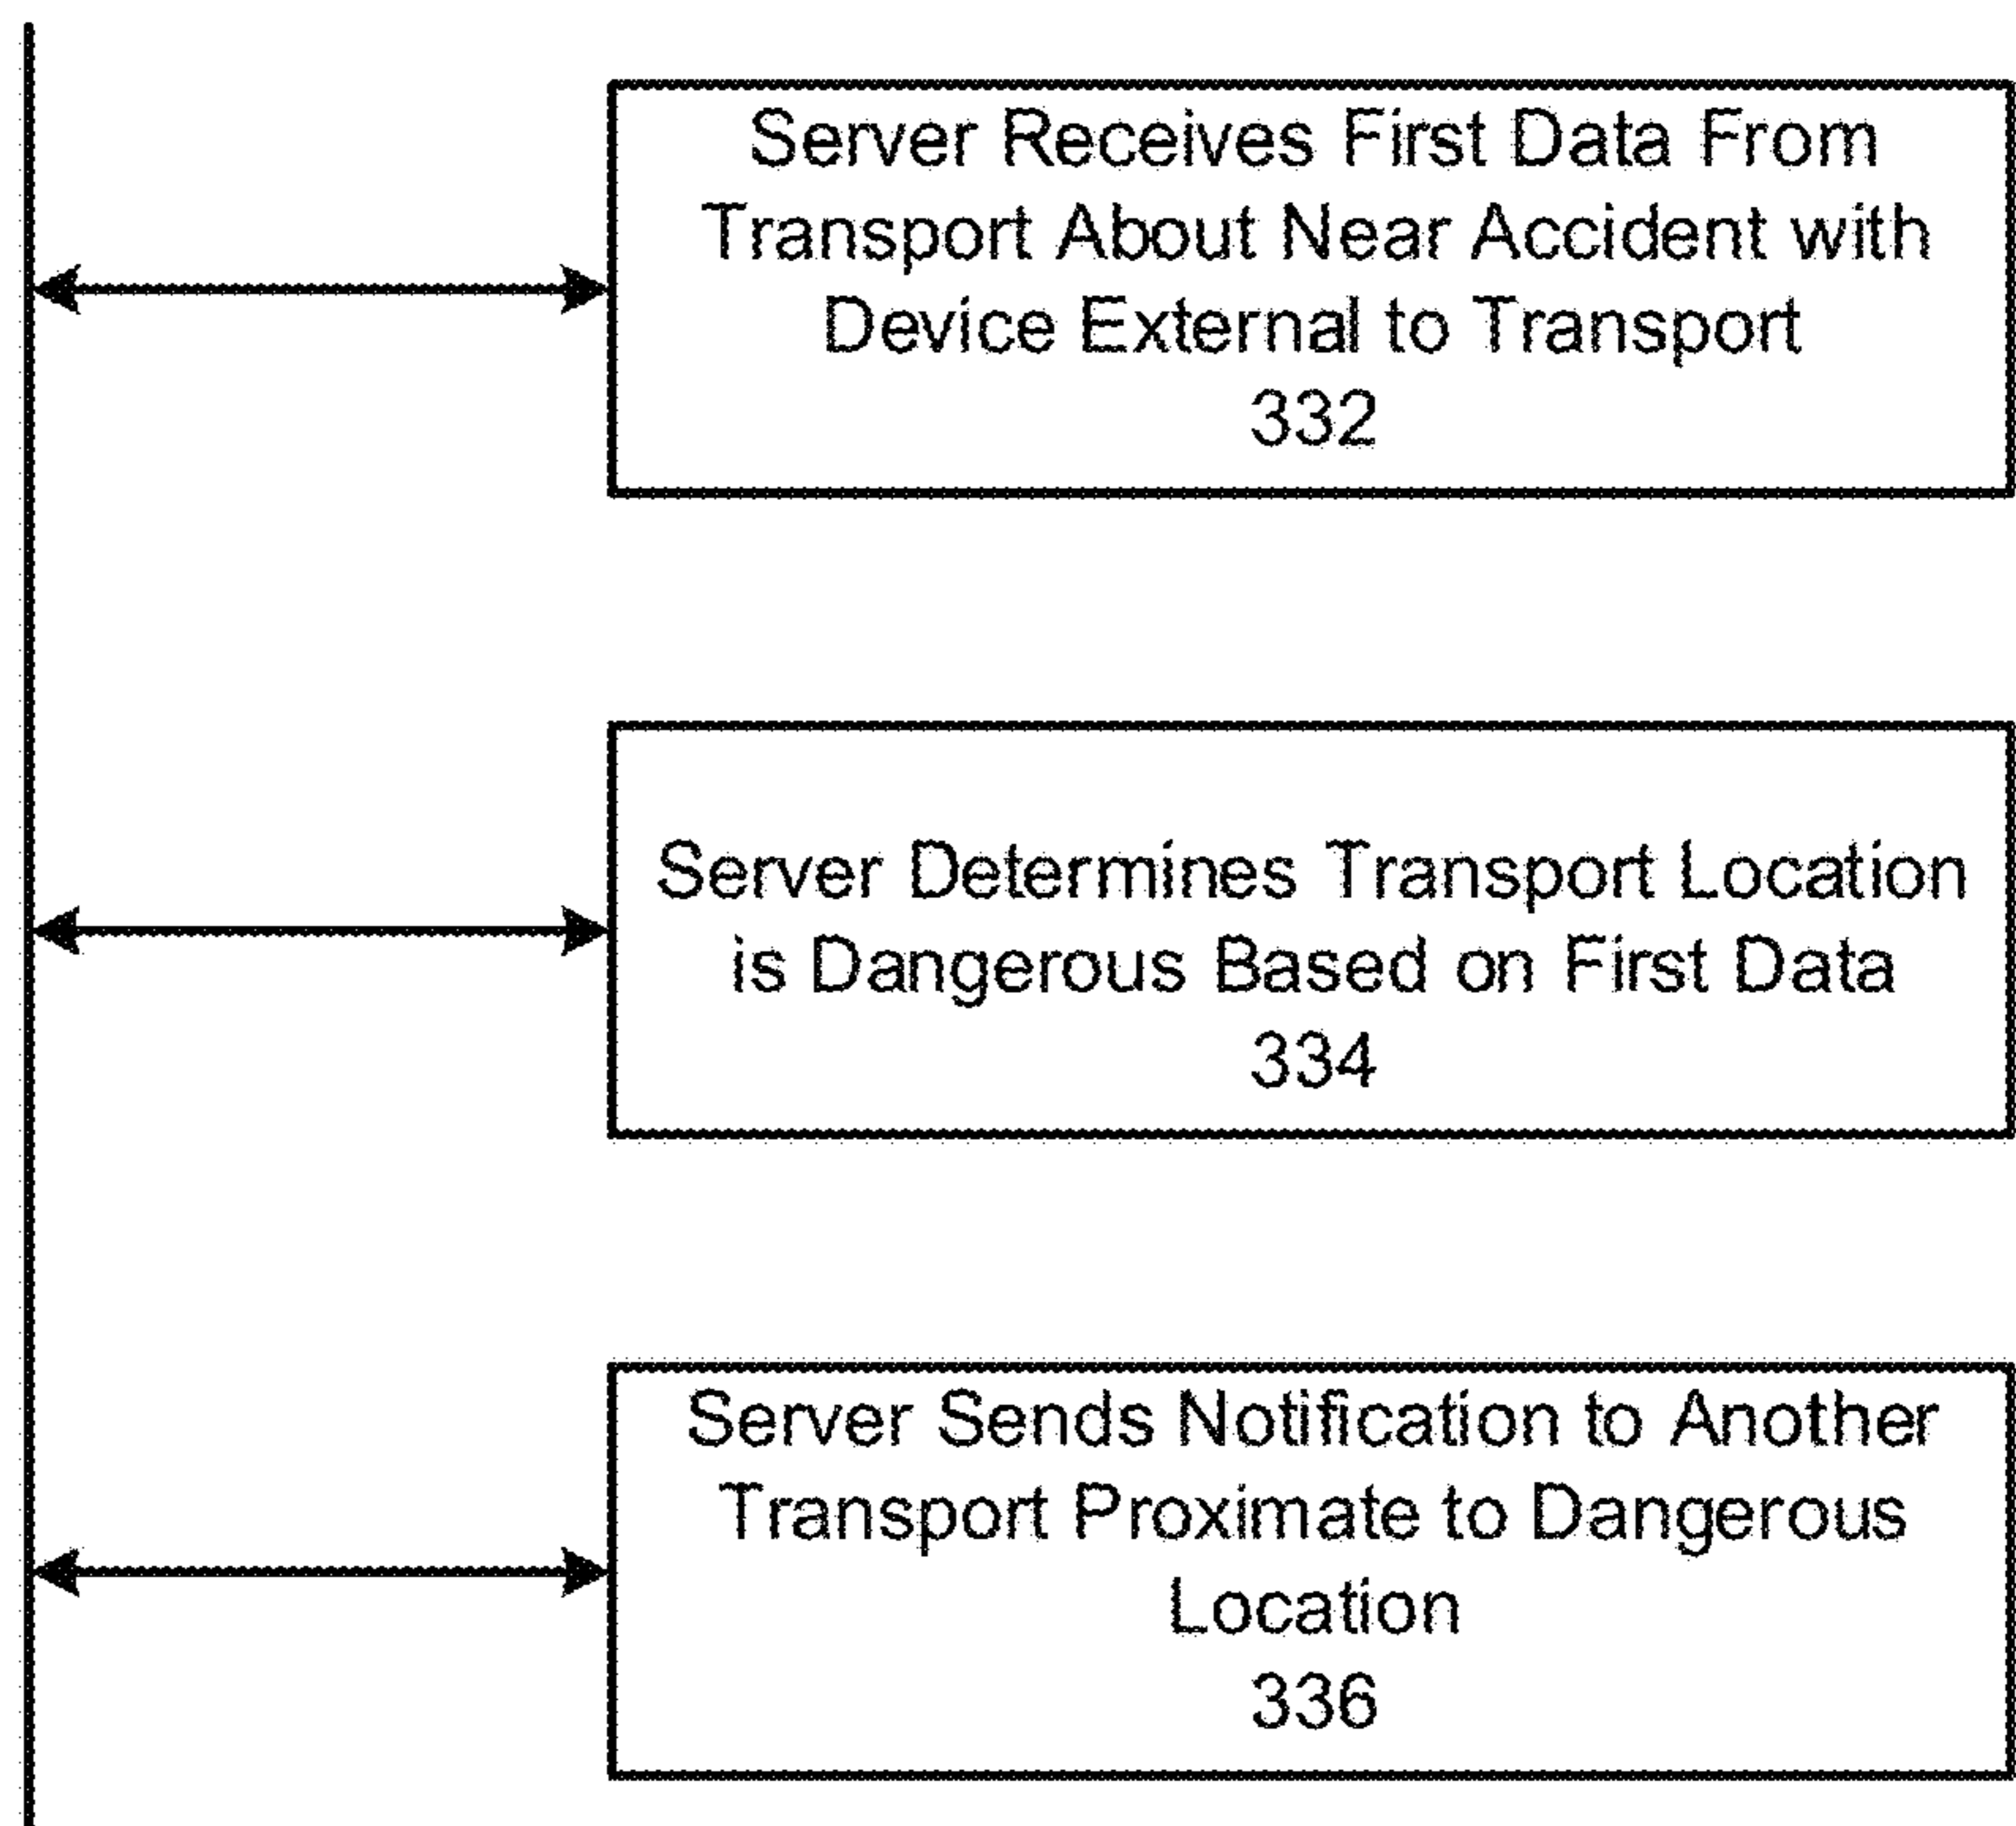 Server Receives First Data From
Transport About Near Accident with
Device External to Transport
332
Server Determines Transport Location
is Dangerous Based on First Data
334
Server Sends Notification to Another
Transport Proximate to Dangerous
Location
336